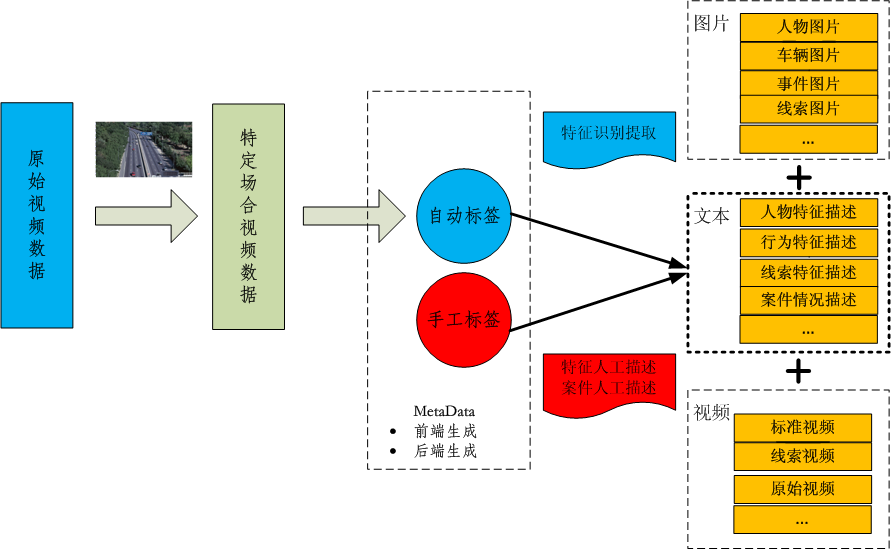 原始视频数据
特定场合视频数据
自动标签
手工标签
MetaData
• 前端生成
• 后端生成
特征识别提取
特征人工描述
案件人工描述
图片
人物图片
车辆图片
事件图片
线索图片
...
+
文本
人物特征描述
行为特征描述
线索特征描述
案件情况描述
...
+
视频
标准视频
线索视频
原始视频
...